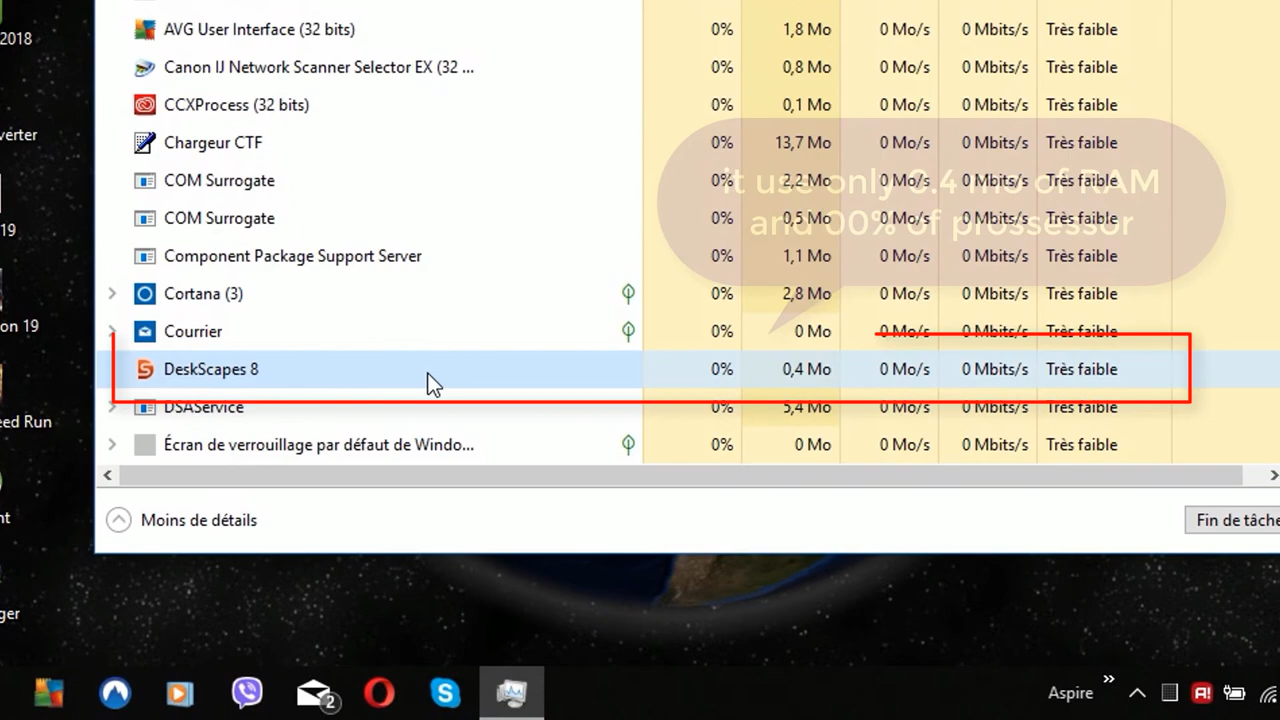 2018
AVG User Interface (32 bits) 0% 1,8 Mo 0 Mo/s 0 Mbits/s Très faible
Canon IJ Network Scanner Selector EX (32 ... 0% 0,8 Mo 0 Mo/s 0 Mbits/s Très faible
CCXProcess (32 bits) 0% 0,1 Mo 0 Mo/s 0 Mbits/s Très faible
verter
Chargeur CTF 0% 13,7 Mo 0 Mo/s 0 Mbits/s Très faible
COM Surrogate 0% 2,2 Mo 0 Mo/s 0 Mbits/s Très faible
it use only 0.4 mo of RAM
and 00% of prossessor
COM Surrogate 0% 0,5 Mo 0 Mo/s 0 Mbits/s Très faible
19
Component Package Support Server 0% 1,1 Mo 0 Mo/s 0 Mbits/s Très faible
Cortana (3) 0% 2,8 Mo 0 Mo/s 0 Mbits/s Très faible
on 19
Courrier 0% 0 Mo 0 Mo/s 0 Mbits/s Très faible
DeskScapes 8 0% 0,4 Mo 0 Mo/s 0 Mbits/s Très faible
DSAService 0% 5,4 Mo 0 Mo/s 0 Mbits/s Très faible
eed Run
Écran de verrouillage par défaut de Windo... 0% 0 Mo 0 Mo/s 0 Mbits/s Très faible
nt
Moins de détails
Fin de tâche
ger
2
Aspire